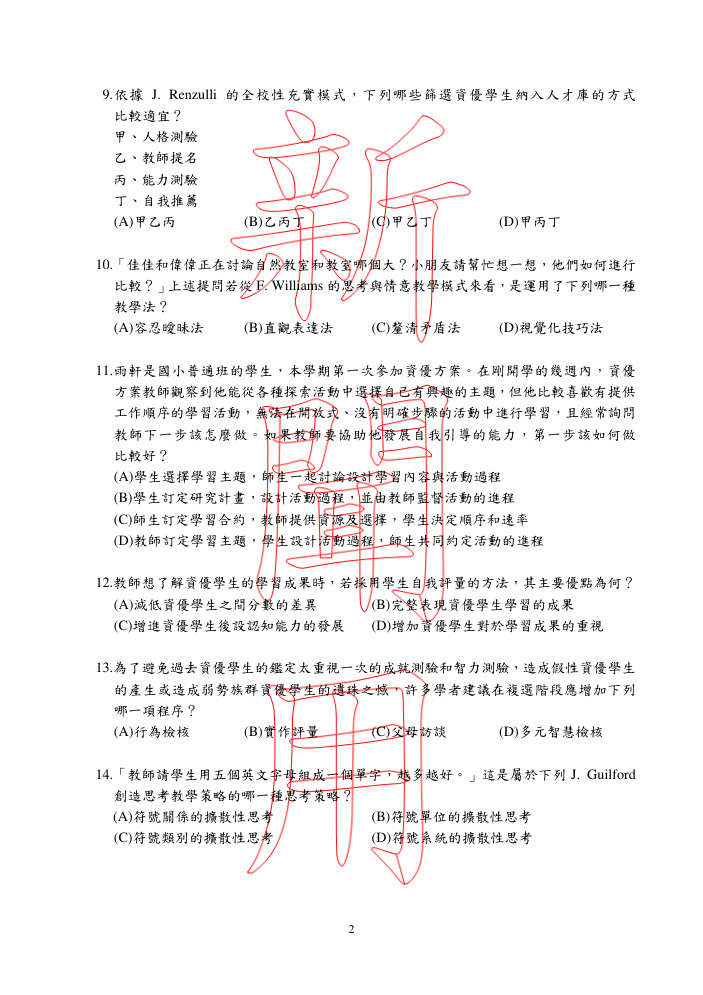 9.依據 J. Renzulli 的全校性充實模式，下列哪些篩選資優學生納入人才庫的方式
比較適宜？
甲、人格測驗
乙、教師提名
丙、能力測驗
丁、自我推薦
(A)甲乙丙 (B)乙丙丁 (C)甲乙丁 (D)甲丙丁
10.「佳佳和偉偉正在討論自然教室和教室哪個大？小朋友請幫忙想一想，他們如何進行
比較？」上述提問若從 F. Williams 的思考與情意教學模式來看，是運用了下列哪一種
教學法？
(A)容忍曖昧法 (B)直觀表達法 (C)釐清矛盾法 (D)視覺化技巧法
11.雨軒是國小普通班的學生，本學期第一次參加資優方案。在剛開學的幾週內，資優
方案教師觀察到他能從各種探索活動中選擇自己有興趣的主題，但他比較喜歡有提供
工作順序的學習活動，無法在開放式、沒有明確步驟的活動中進行學習，且經常詢問
教師下一步該怎麼做。如果教師要協助他發展自我引導的能力，第一步該如何做
比較好？
(A)學生選擇學習主題，師生一起討論設計學習內容與活動過程
(B)學生訂定研究計畫，設計活動過程，並由教師監督活動的進程
(C)師生訂定學習合約，教師提供資源及選擇，學生決定順序和速率
(D)教師訂定學習主題，學生設計活動過程，師生共同約定活動的進程
12.教師想了解資優學生的學習成果時，若採用學生自我評量的方法，其主要優點為何？
(A)減低資優學生之間分數的差異 (B)完整表現資優學生學習的成果
(C)增進資優學生後設認知能力的發展 (D)增加資優學生對於學習成果的重視
13.為了避免過去資優學生的鑑定太重視一次的成就測驗和智力測驗，造成假性資優學生
的產生或造成弱勢族群資優學生的遺珠之憾，許多學者建議在複選階段應增加下列
哪一項程序？
(A)行為檢核 (B)實作評量 (C)父母訪談 (D)多元智慧檢核
14.「教師請學生用五個英文字母組成一個單字，越多越好。」這是屬於下列 J. Guilford
創造思考教學策略的哪一種思考策略？
(A)符號關係的擴散性思考 (B)符號單位的擴散性思考
(C)符號類別的擴散性思考 (D)符號系統的擴散性思考
2
新
聞
用